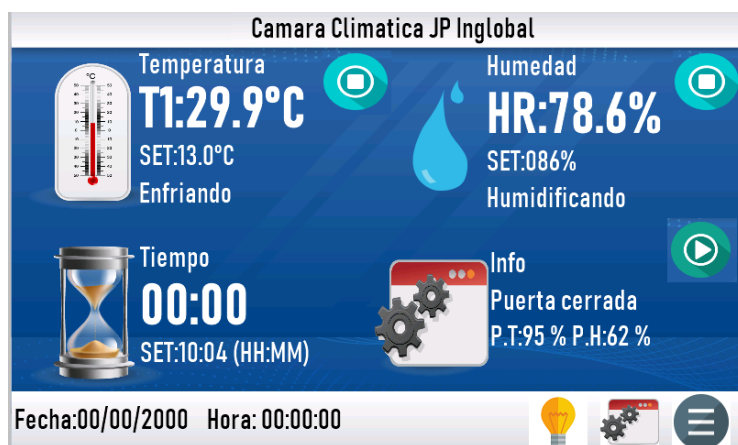 Camara Climatica JP Inglobal
Temperatura
T1:29.9°C
SET:13.0°C
Enfriando
Humedad
HR:78.6%
SET:086%
Humidificando
Tiempo
00:00
SET:10:04 (HH:MM)
Info
Puerta cerrada
P.T:95 % P.H:62 %
Fecha:00/00/2000 Hora: 00:00:00